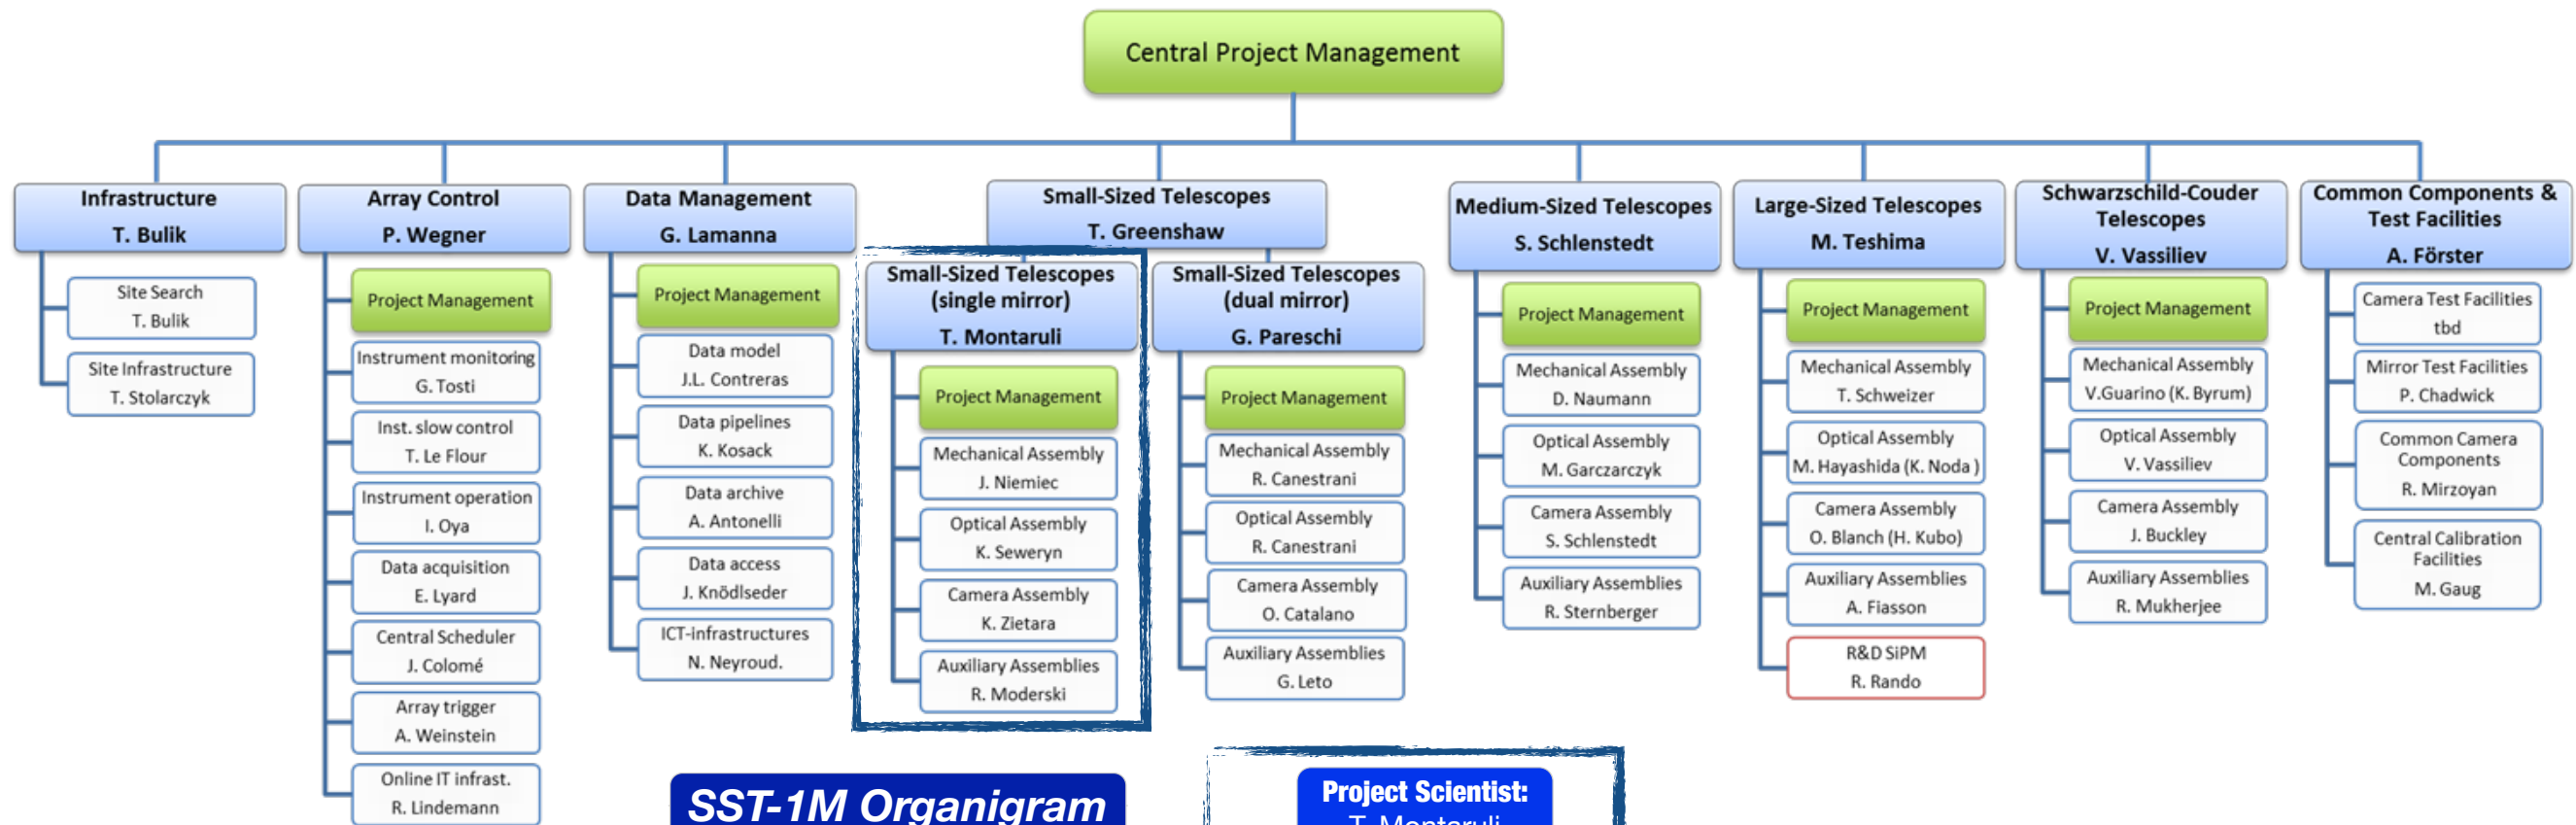 Central Project Management
Infrastructure
T. Bulik
Site Search
T. Bulik
Site Infrastructure
T. Stolarczyk
Array Control
P. Wegner
Project Management
Instrument monitoring
G. Tosti
Inst. slow control
T. Le Flour
Instrument operation
I. Oya
Data acquisition
E. Lyard
Central Scheduler
J. Colomé
Array trigger
A. Weinstein
Online IT infrast.
R. Lindemann
Data Management
G. Lamanna
Project Management
Data model
J.L. Contreras
Data pipelines
K. Kosack
Data archive
A. Antonelli
Data access
J. Knödlseder
ICT-infrastructures
N. Neyroud.
Small-Sized Telescopes
T. Greenshaw
Small-Sized Telescopes
(single mirror)
T. Montaruli
Project Management
Mechanical Assembly
J. Niemiec
Optical Assembly
K. Seweryn
Camera Assembly
K. Zietara
Auxiliary Assemblies
R. Moderski
Small-Sized Telescopes
(dual mirror)
G. Pareschi
Project Management
Mechanical Assembly
R. Canestrani
Optical Assembly
R. Canestrani
Camera Assembly
O. Catalano
Auxiliary Assemblies
G. Leto
Medium-Sized Telescopes
S. Schlenstedt
Project Management
Mechanical Assembly
D. Naumann
Optical Assembly
M. Garczarczyk
Camera Assembly
S. Schlenstedt
Auxiliary Assemblies
R. Sternberger
Large-Sized Telescopes
M. Teshima
Project Management
Mechanical Assembly
T. Schweizer
Optical Assembly
M. Hayashida (K. Noda )
Camera Assembly
O. Blanch (H. Kubo)
Auxiliary Assemblies
A. Fiasson
R&D SiPM
R. Rando
Schwarzschild-Couder
Telescopes
V. Vassiliev
Project Management
Mechanical Assembly
V.Guarino (K. Byrum)
Optical Assembly
V. Vassiliev
Camera Assembly
J. Buckley
Auxiliary Assemblies
R. Mukherjee
Common Components &
Test Facilities
A. Förster
Camera Test Facilities
tbd
Mirror Test Facilities
P. Chadwick
Common Camera
Components
R. Mirzoyan
Central Calibration
Facilities
M. Gaug
SST-1M Organigram
Project Scientist:
T. Montaruli